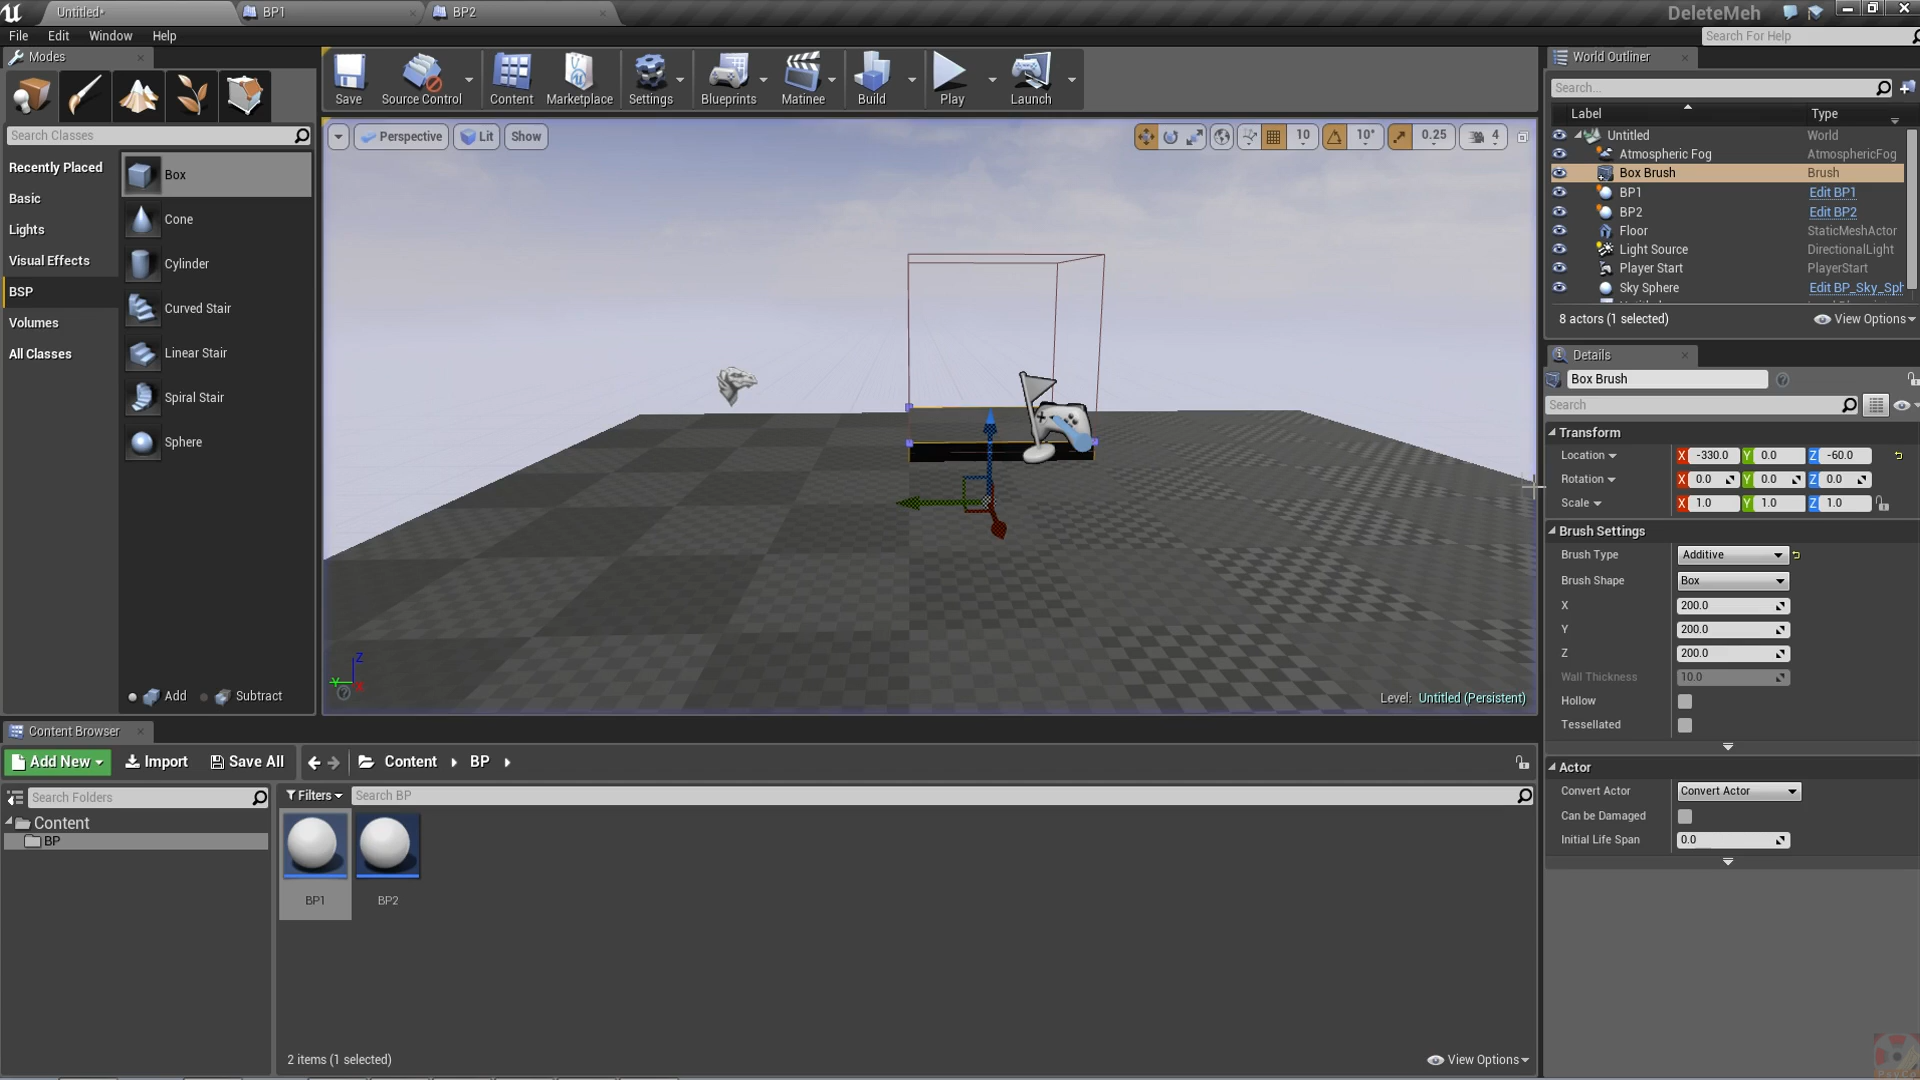 Untitled*
BP1
BP2
DeleteMeh
File
Edit
Window
Help
Search For Help
Modes
Save
Source Control
Content
Marketplace
Settings
Blueprints
Matinee
Build
Play
Launch
World Outliner
Search...
Label
Type
Untitled
World
Atmospheric Fog
AtmosphericFog
Box Brush
Brush
BP1
Edit BP1
BP2
Edit BP2
Floor
StaticMeshActor
Light Source
DirectionalLight
Player Start
PlayerStart
Sky Sphere
Edit BP_Sky_Sph
8 actors (1 selected)
View Options
Search Classes
Recently Placed
Basic
Lights
Visual Effects
BSP
Volumes
All Classes
Box
Cone
Cylinder
Curved Stair
Linear Stair
Spiral Stair
Sphere
Add
Subtract
Perspective
Lit
Show
10
10°
0.25
4
Z
Y
X
Level: Untitled (Persistent)
Details
Box Brush
Search
Transform
Location
X -330.0 Y 0.0 Z -60.0
Rotation
X 0.0 Y 0.0 Z 0.0
Scale
X 1.0 Y 1.0 Z 1.0
Brush Settings
Brush Type
Additive
Brush Shape
Box
X
200.0
Y
200.0
Z
200.0
Wall Thickness
10.0
Hollow
Tessellated
Actor
Convert Actor
Convert Actor
Can be Damaged
Initial Life Span
0.0
Content Browser
Add New
Import
Save All
Content
BP
Search Folders
Filters
Search BP
Content
BP
BP1
BP2
2 items (1 selected)
View Options